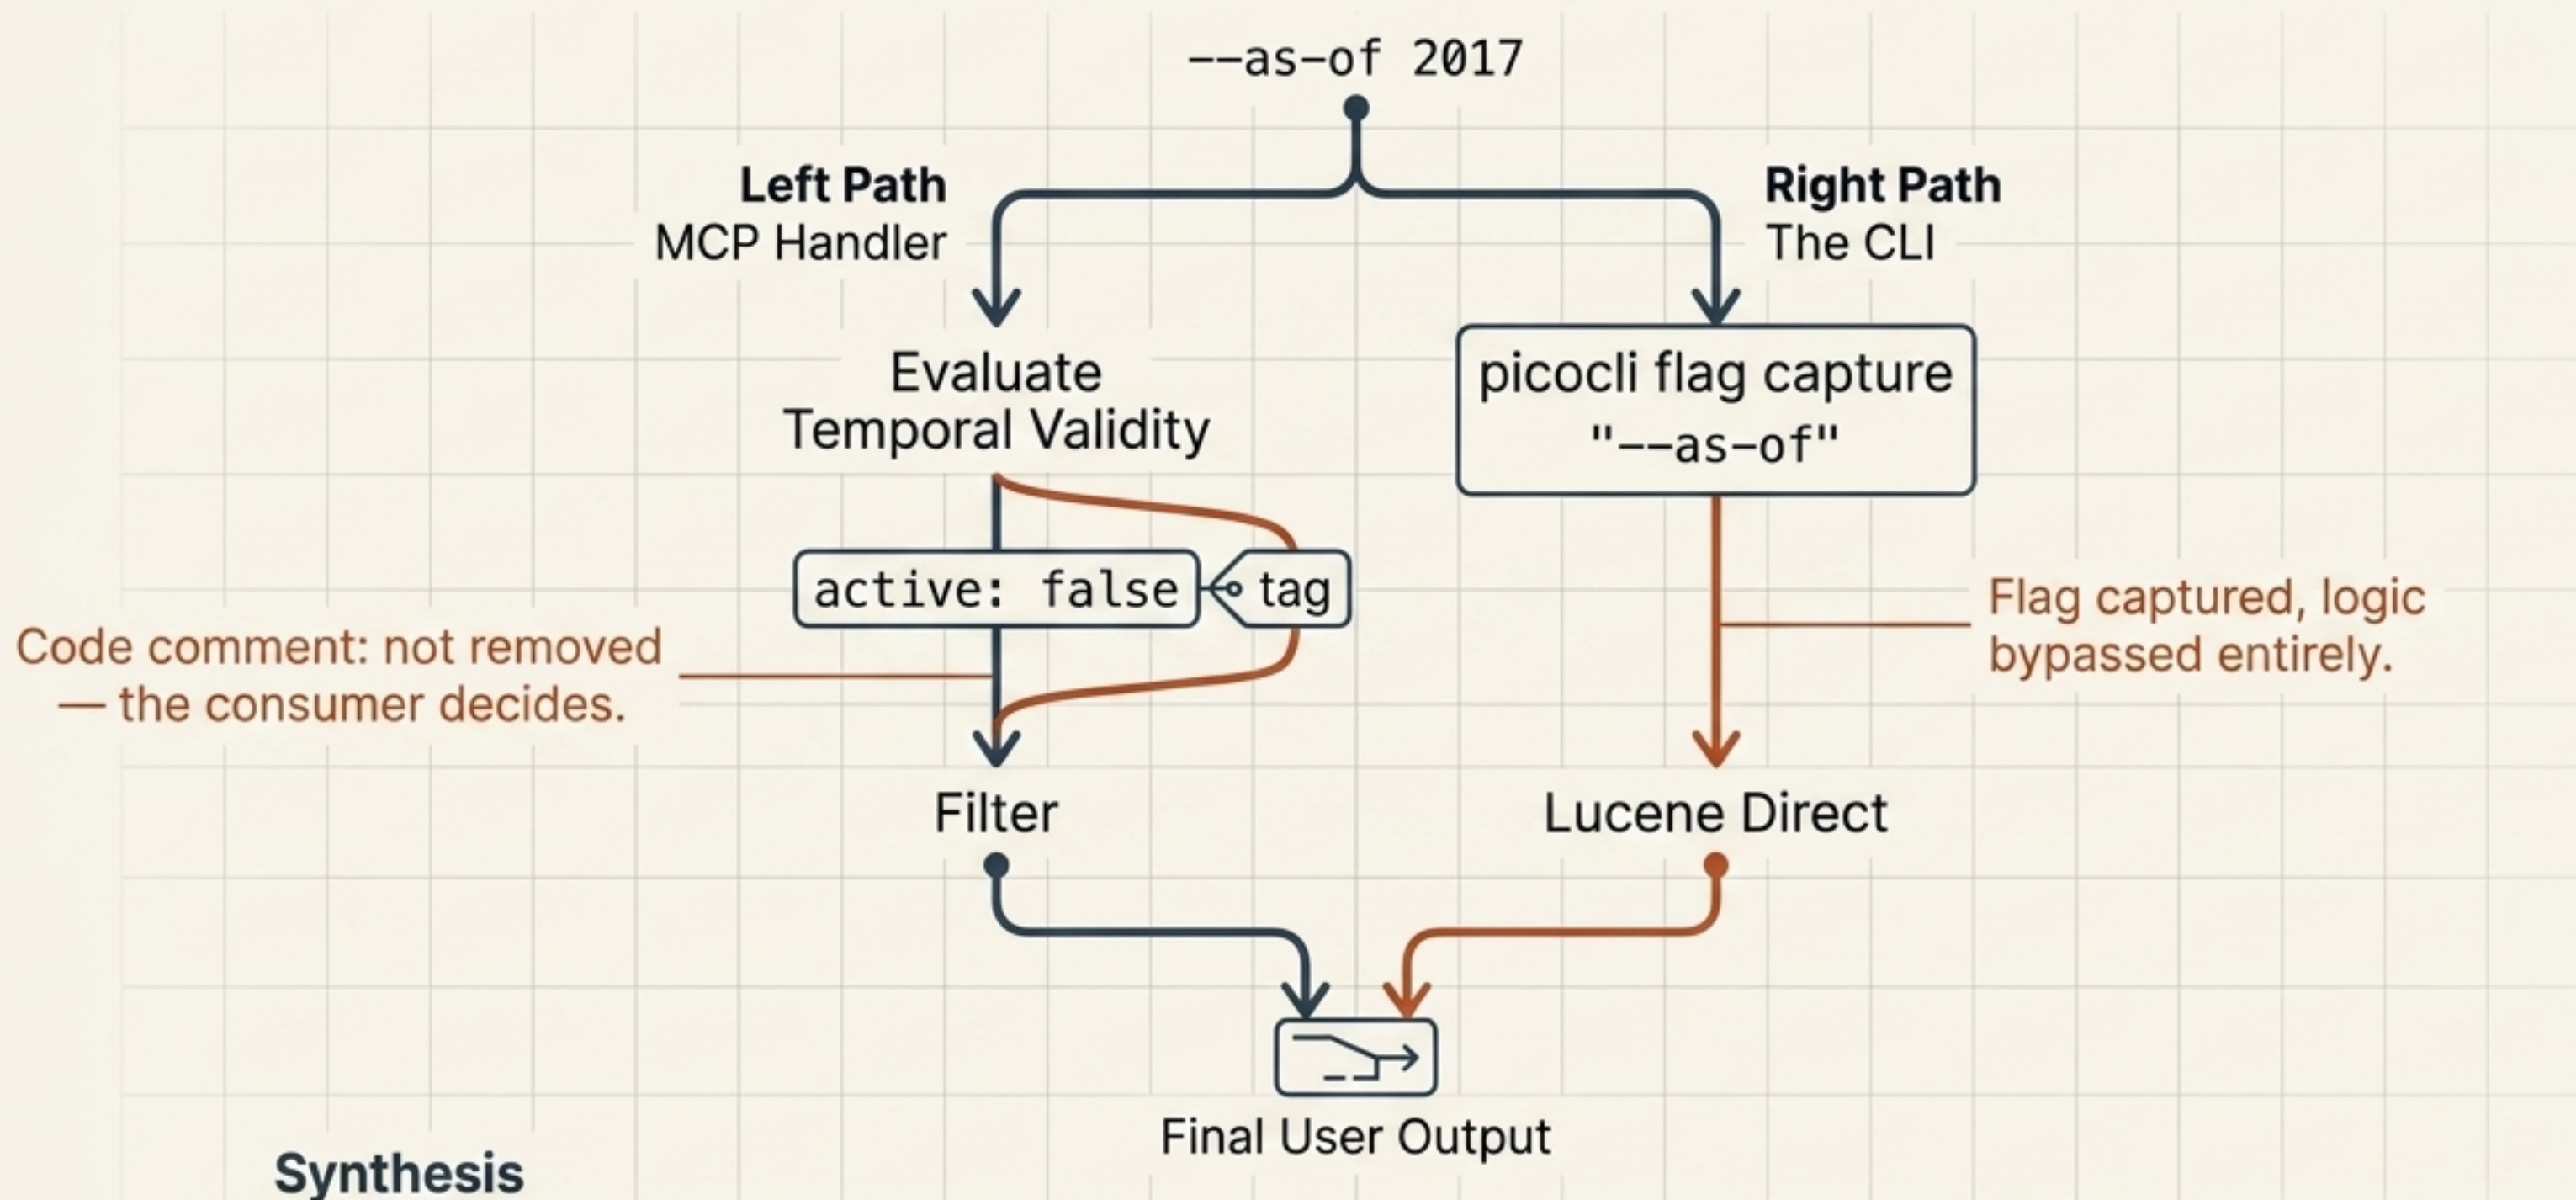 --as-of 2017
Left Path
MCP Handler
Right Path
The CLI
Evaluate
Temporal Validity
picocli flag capture
"--as-of"
active: false
tag
Code comment: not removed
— the consumer decides.
Flag captured, logic
bypassed entirely.
Filter
Lucene Direct
Final User Output
Synthesis